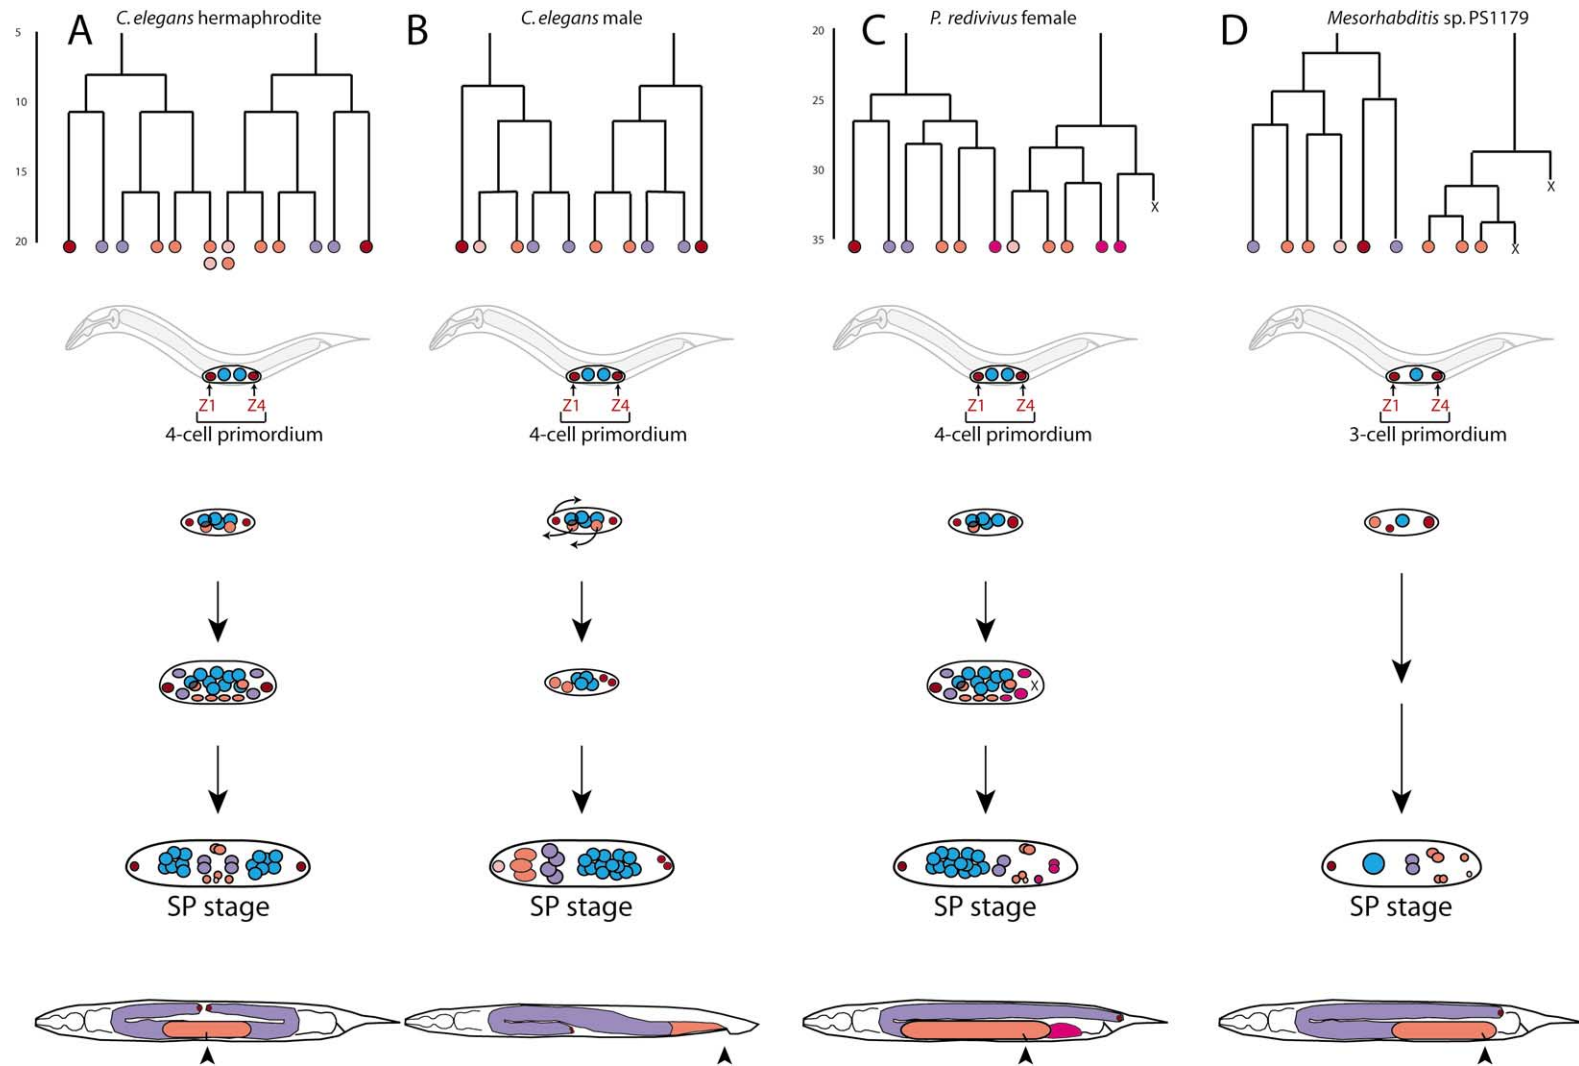 A C. elegans hermaphrodite
B C. elegans male
C P. redivivus female
D Mesorhabditis sp. PS1179
5
10
15
20
20
25
30
35
X
X
X
Z1 Z4
4-cell primordium
Z1 Z4
4-cell primordium
Z1 Z4
4-cell primordium
Z1 Z4
3-cell primordium
X
SP stage
SP stage
SP stage
SP stage